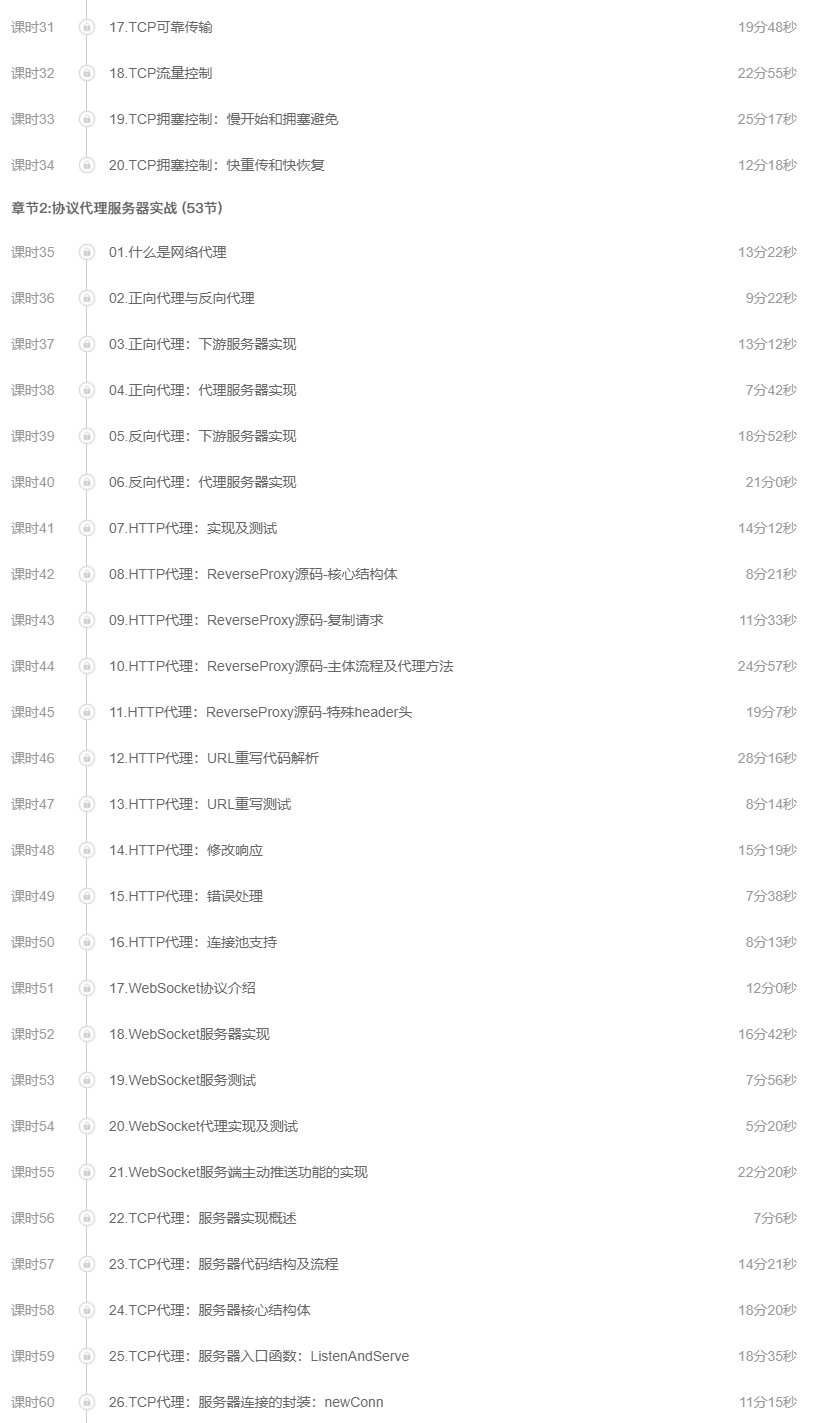 课时31 17.TCP可靠传输 19分48秒
课时32 18.TCP流量控制 22分55秒
课时33 19.TCP拥塞控制：慢开始和拥塞避免 25分17秒
课时34 20.TCP拥塞控制：快重传和快恢复 12分18秒
章节2:协议代理服务器实战 (53节)
课时35 01.什么是网络代理 13分22秒
课时36 02.正向代理与反向代理 9分22秒
课时37 03.正向代理：下游服务器实现 13分12秒
课时38 04.正向代理：代理服务器实现 7分42秒
课时39 05.反向代理：下游服务器实现 18分52秒
课时40 06.反向代理：代理服务器实现 21分0秒
课时41 07.HTTP代理：实现及测试 14分12秒
课时42 08.HTTP代理：ReverseProxy源码-核心结构体 8分21秒
课时43 09.HTTP代理：ReverseProxy源码-复制请求 11分33秒
课时44 10.HTTP代理：ReverseProxy源码-主体流程及代理方法 24分57秒
课时45 11.HTTP代理：ReverseProxy源码-特殊header头 19分7秒
课时46 12.HTTP代理：URL重写代码解析 28分16秒
课时47 13.HTTP代理：URL重写测试 8分14秒
课时48 14.HTTP代理：修改响应 15分19秒
课时49 15.HTTP代理：错误处理 7分38秒
课时50 16.HTTP代理：连接池支持 8分13秒
课时51 17.WebSocket协议介绍 12分0秒
课时52 18.WebSocket服务器实现 16分42秒
课时53 19.WebSocket服务测试 7分56秒
课时54 20.WebSocket代理实现及测试 5分20秒
课时55 21.WebSocket服务端主动推送功能的实现 22分20秒
课时56 22.TCP代理：服务器实现概述 7分6秒
课时57 23.TCP代理：服务器代码结构及流程 14分21秒
课时58 24.TCP代理：服务器核心结构体 18分20秒
课时59 25.TCP代理：服务器入口函数：ListenAndServe 18分35秒
课时60 26.TCP代理：服务器连接的封装：newConn 11分15秒